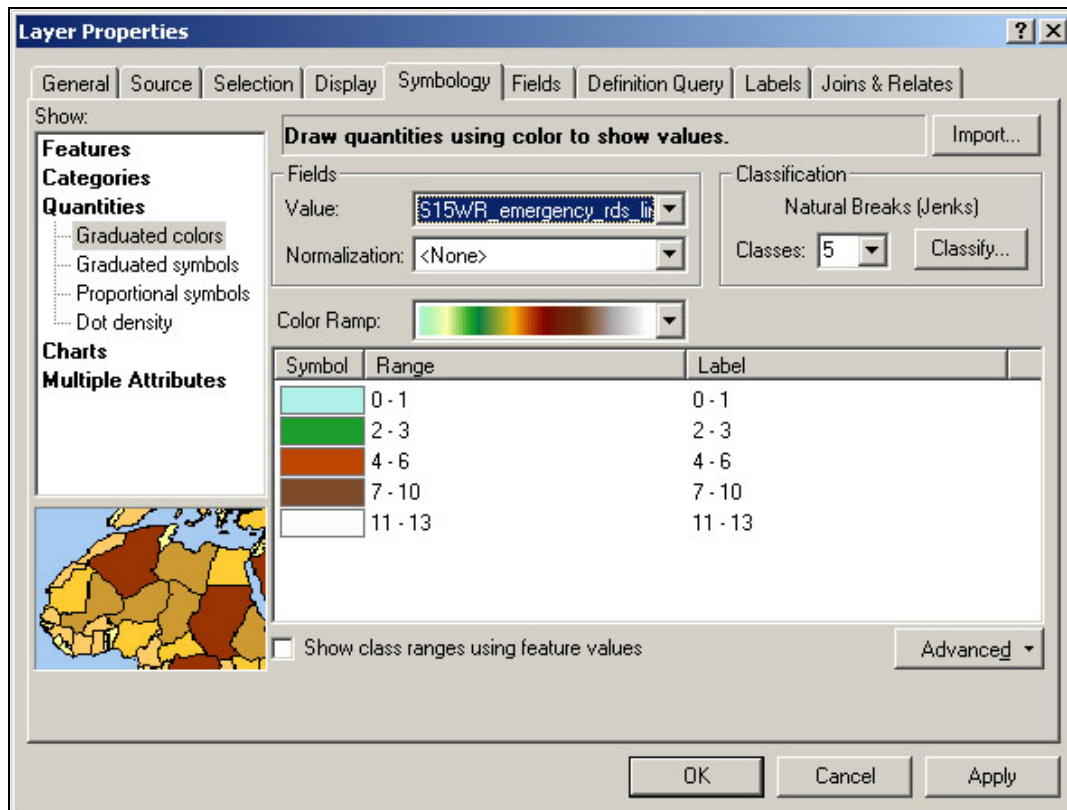 Layer Properties
General Source Selection Display Symbology Fields Definition Query Labels Joins & Relates
Show:
Features
Categories
Quantities
Graduated colors
Graduated symbols
Proportional symbols
Dot density
Charts
Multiple Attributes
Draw quantities using color to show values.
Import...
Fields
Value: S15WR_emergency_rds_lin
Normalization: <None>
Classification
Natural Breaks (Jenks)
Classes: 5 Classify...
Color Ramp:
Symbol Range Label
0 - 1 0 - 1
2 - 3 2 - 3
4 - 6 4 - 6
7 - 10 7 - 10
11 - 13 11 - 13
Show class ranges using feature values
Advanced
OK Cancel Apply